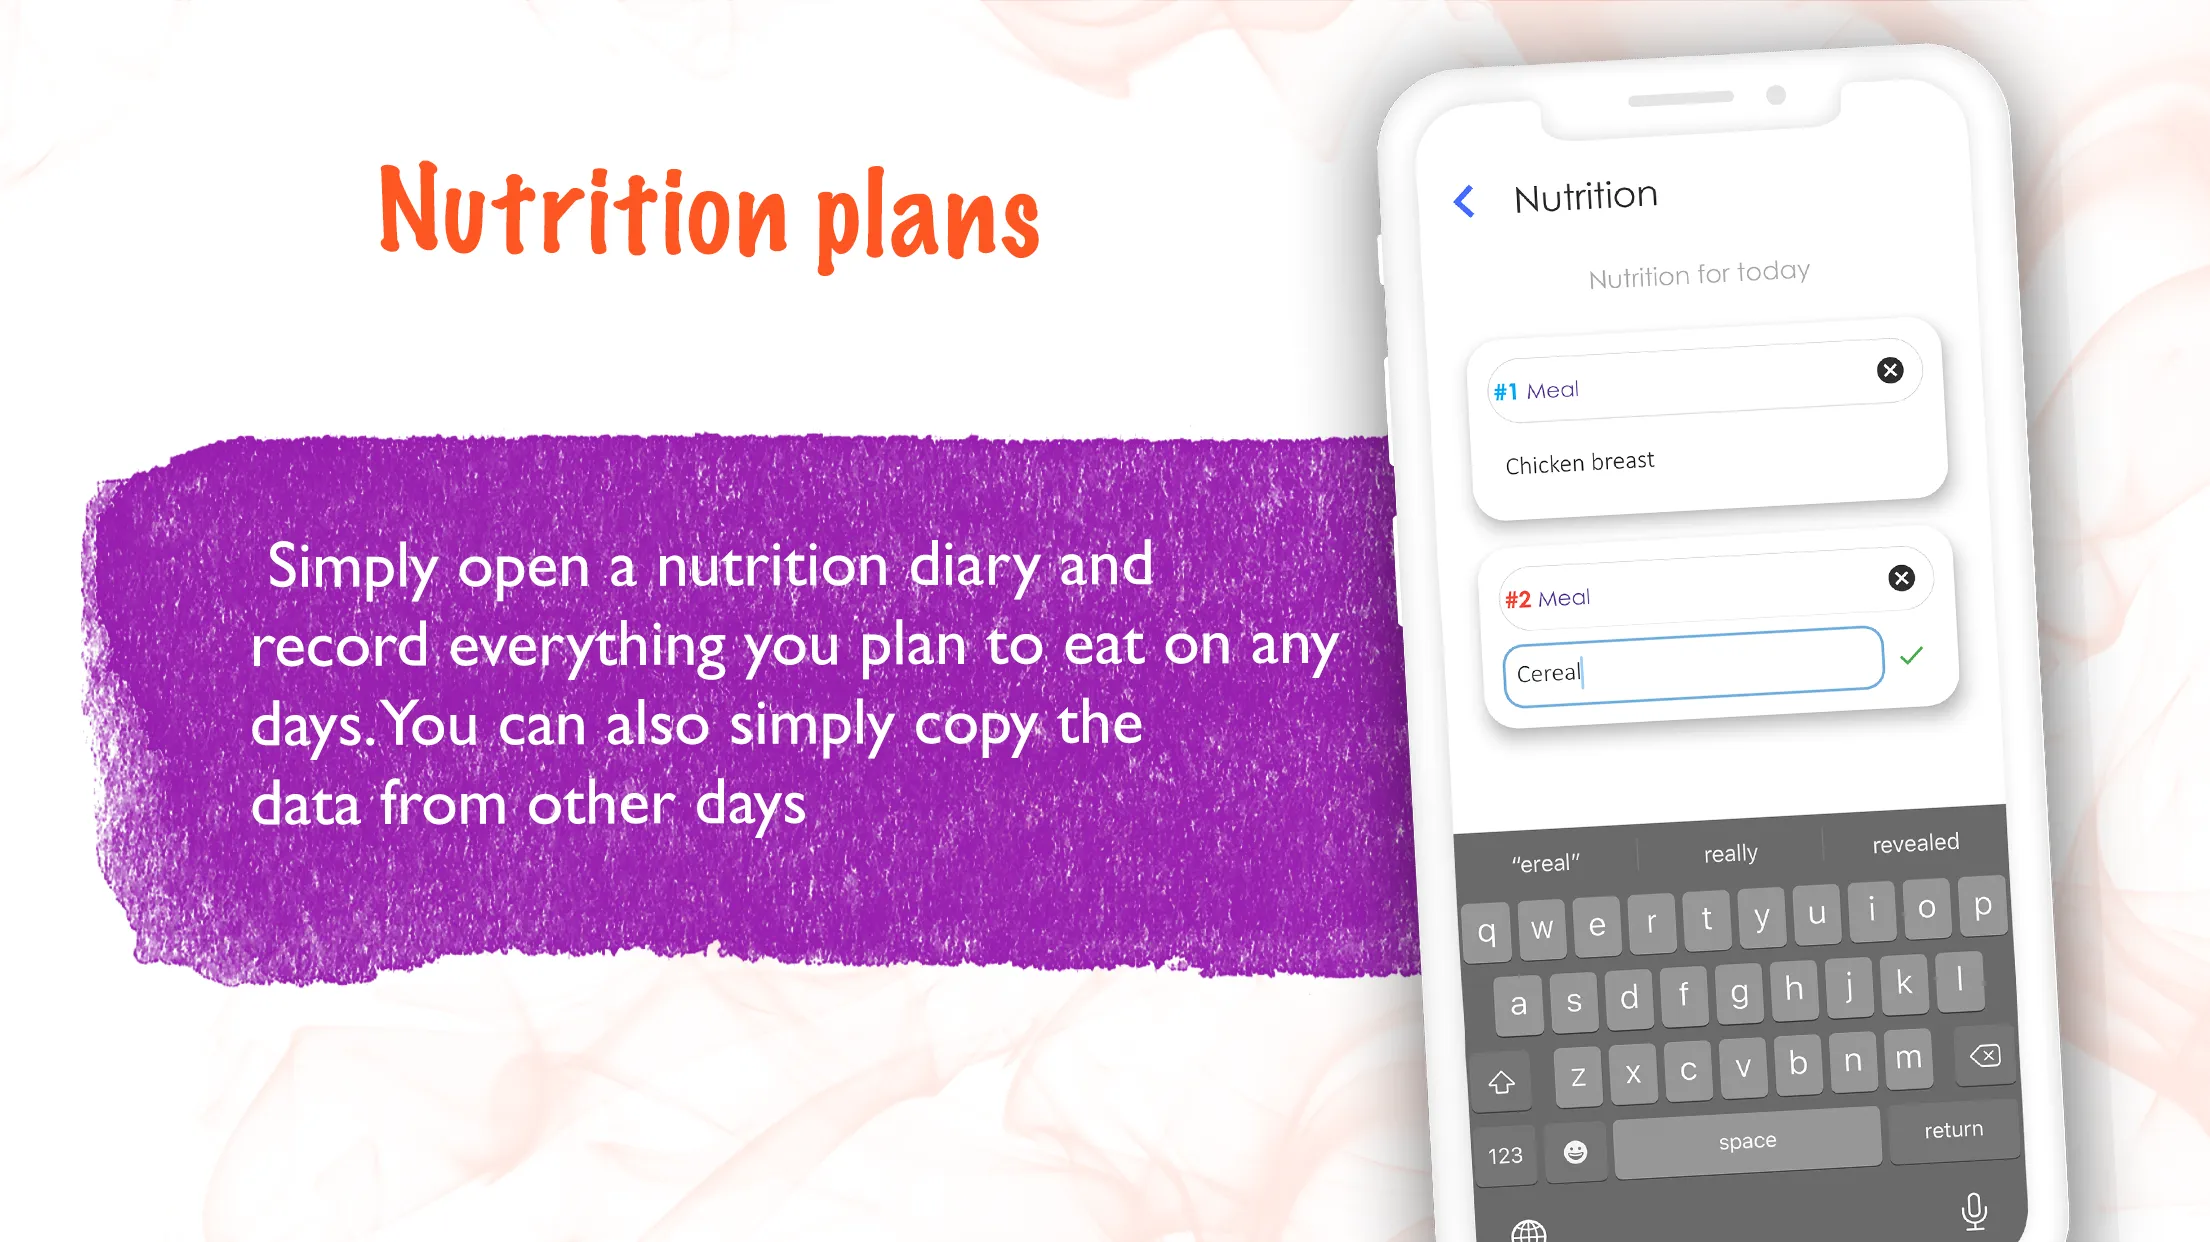 Nutrition plans
Simply open a nutrition diary and
record everything you plan to eat on any
days. You can also simply copy the
data from other days
Nutrition
Nutrition for today
#1 Meal
Chicken breast
#2 Meal
Cereal
“ereal” really revealed
q w e r t y u i o p
a s d f g h j k l
z x c v b n m
123 space return